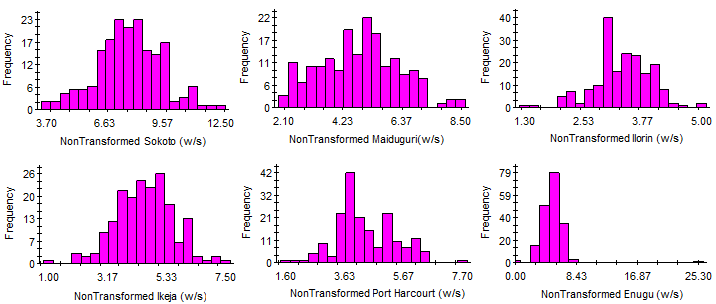 Frequency
23
17
12
6
0
3.70 6.63 9.57 12.50
NonTransformed Sokoto (w/s)
Frequency
22
17
11
6
0
2.10 4.23 6.37 8.50
NonTransformed Maiduguri(w/s)
Frequency
40
30
20
10
0
1.30 2.53 3.77 5.00
NonTransformed Ilorin (w/s)
Frequency
26
20
13
7
0
1.00 3.17 5.33 7.50
NonTransformed Ikeja (w/s)
Frequency
42
32
21
11
0
1.60 3.63 5.67 7.70
NonTransformed Port Harcourt (w/s)
Frequency
79
59
40
20
0
0.00 8.43 16.87 25.30
NonTransformed Enugu (w/s)